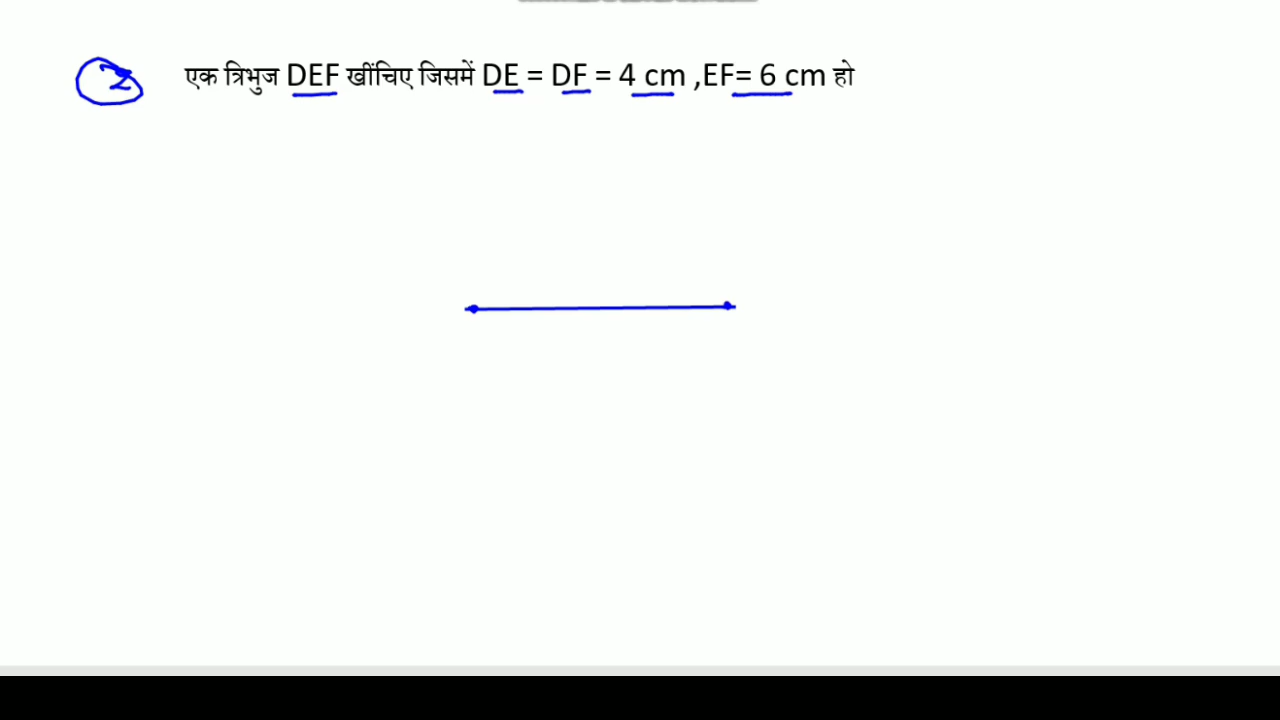 2 एक त्रिभुज DEF खींचिए जिसमें DE = DF = 4 cm ,EF= 6 cm हो